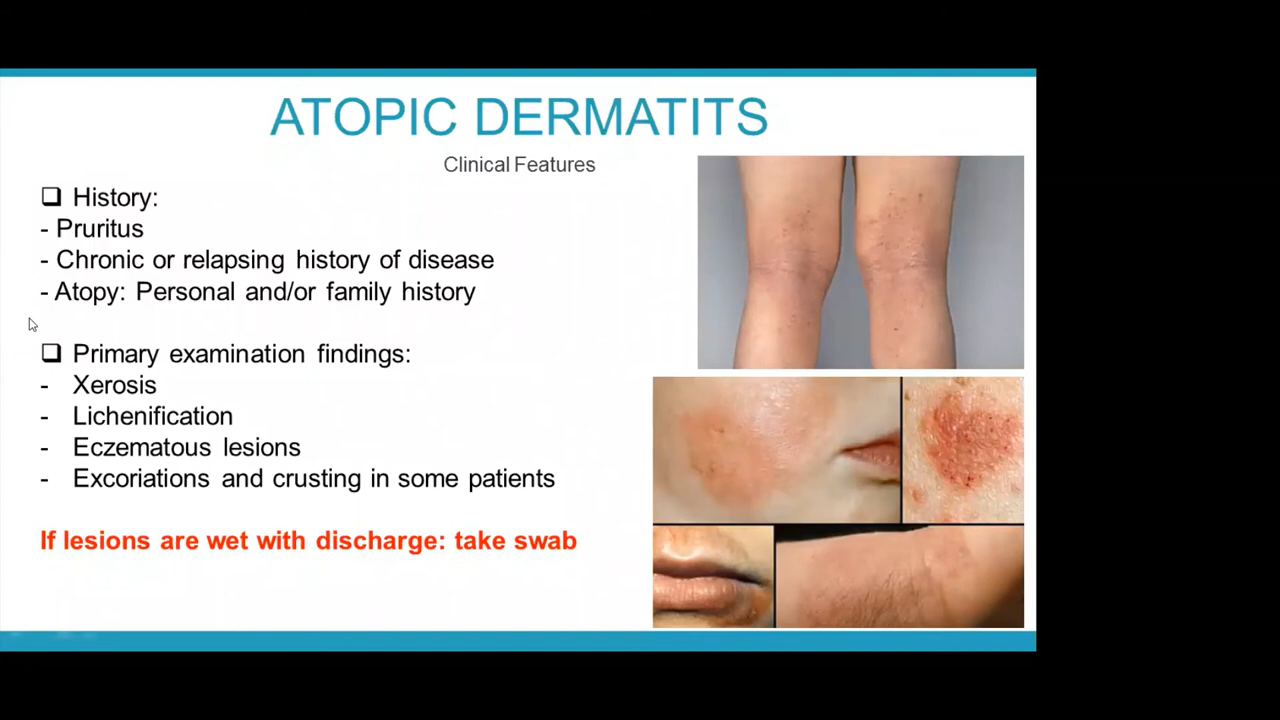 ATOPIC DERMATITS
Clinical Features
❑ History:
- Pruritus
- Chronic or relapsing history of disease
- Atopy: Personal and/or family history
❑ Primary examination findings:
- Xerosis
- Lichenification
- Eczematous lesions
- Excoriations and crusting in some patients
If lesions are wet with discharge: take swab